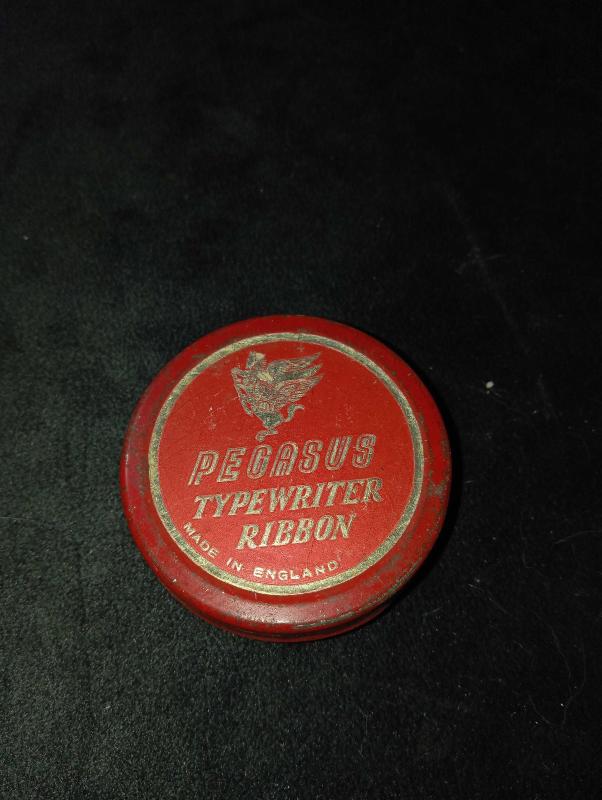 PEGASUS
TYPEWRITER
RIBBON
MADE IN ENGLAND